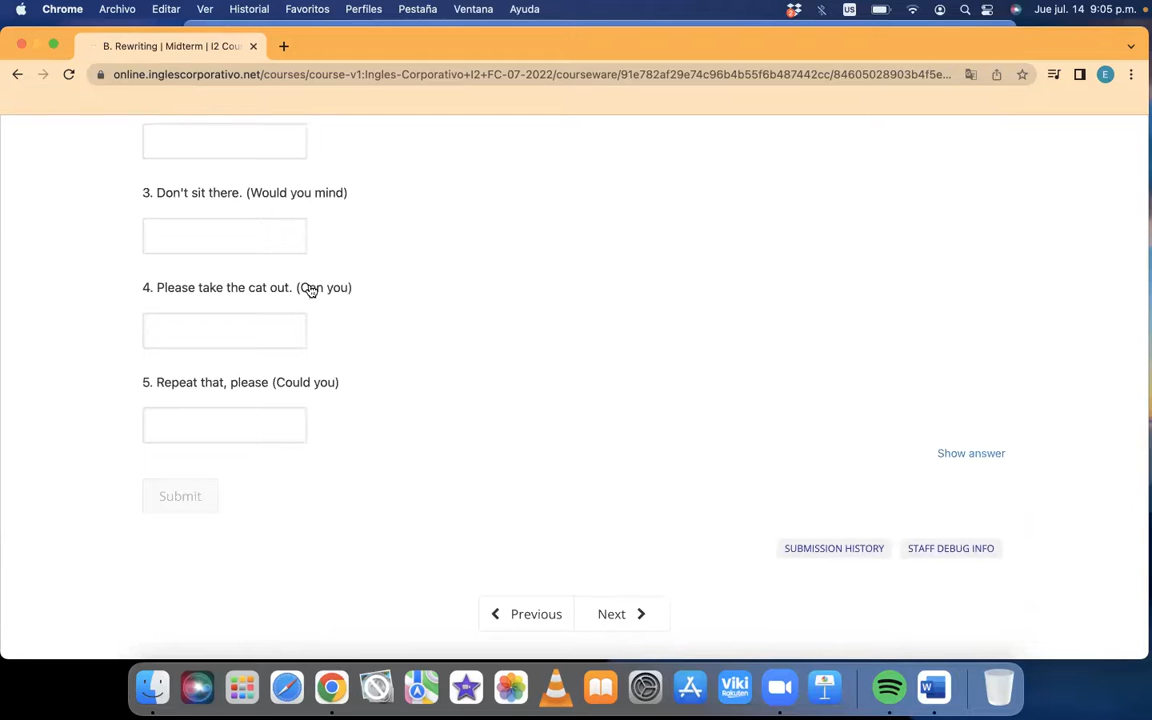 Chrome Archivo Editar Ver Historial Favoritos Perfiles Pestaña Ventana Ayuda US Jue jul. 14 9:05 p.m.
B. Rewriting | Midterm | I2 Cou
online.inglescorporativo.net/courses/course-v1:Ingles-Corporativo+I2+FC-07-2022/courseware/91e782af29e74c96b4b55f6b487442cc/84605028903b4f5e... E
3. Don't sit there. (Would you mind)
4. Please take the cat out. (Can you)
5. Repeat that, please (Could you)
Show answer
Submit
SUBMISSION HISTORY STAFF DEBUG INFO
Previous Next
Viki
Rakuten
W